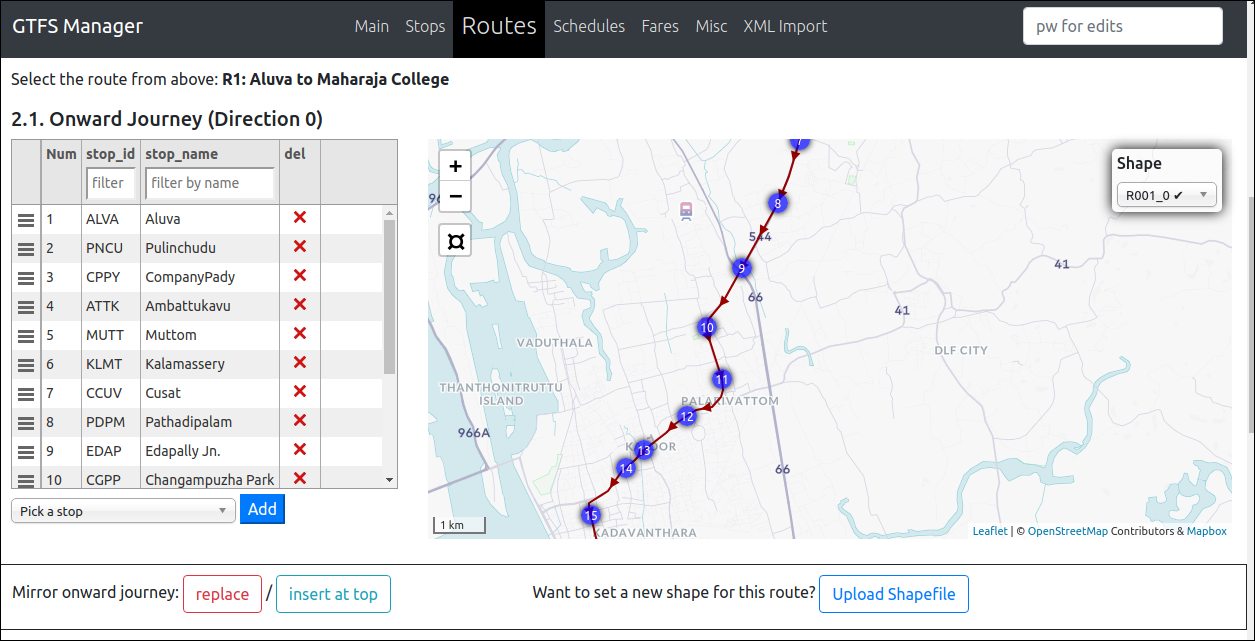 GTFS Manager Main Stops Routes Schedules Fares Misc XML Import pw for edits
Select the route from above: R1: Aluva to Maharaja College
2.1. Onward Journey (Direction 0)
Num stop_id stop_name del
filter filter by name
1 ALVA Aluva
2 PNCU Pulinchudu
3 CPPY CompanyPady
4 ATTK Ambattukavu
5 MUTT Muttom
6 KLMT Kalamassery
7 CCUV Cusat
8 PDPM Pathadipalam
9 EDAP Edapally Jn.
10 CGPP Changampuzha Park
Pick a stop Add
+
−
Shape
R001_0 ✔
7
8
544
9
41
66
41
10
VADUTHALA
DLF CITY
11
THANTHONITRUTTU
ISLAND
PALARIVATTOM
12
966A
13
14
66
15
1 km
KADAVANTHARA
Leaflet | © OpenStreetMap Contributors & Mapbox
Mirror onward journey: replace / insert at top
Want to set a new shape for this route? Upload Shapefile